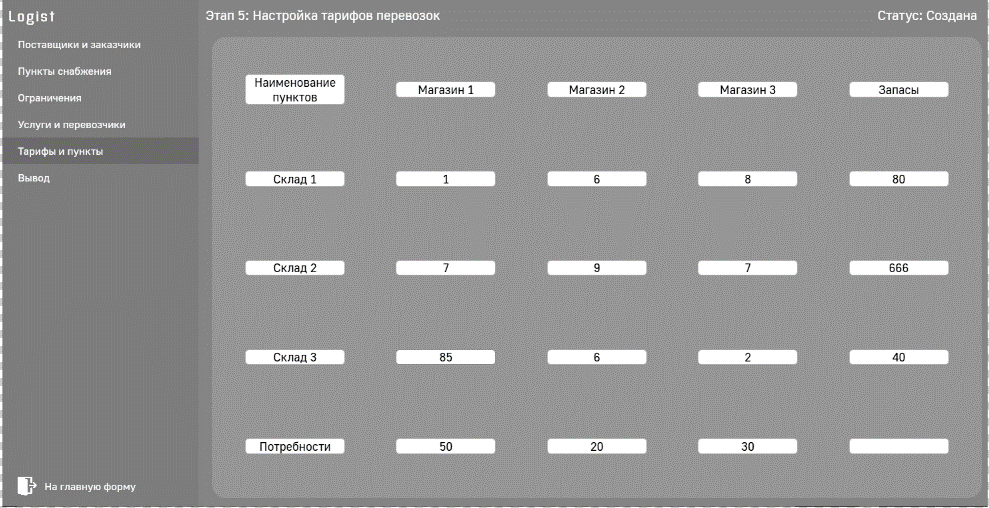 Logist
Этап 5: Настройка тарифов перевозок
Статус: Создана
Поставщики и заказчики
Пункты снабжения
Ограничения
Услуги и перевозчики
Тарифы и пункты
Вывод
На главную форму
Наименование
пунктов
Магазин 1
Магазин 2
Магазин 3
Запасы
Склад 1
1
6
8
80
Склад 2
7
9
7
666
Склад 3
85
6
2
40
Потребности
50
20
30